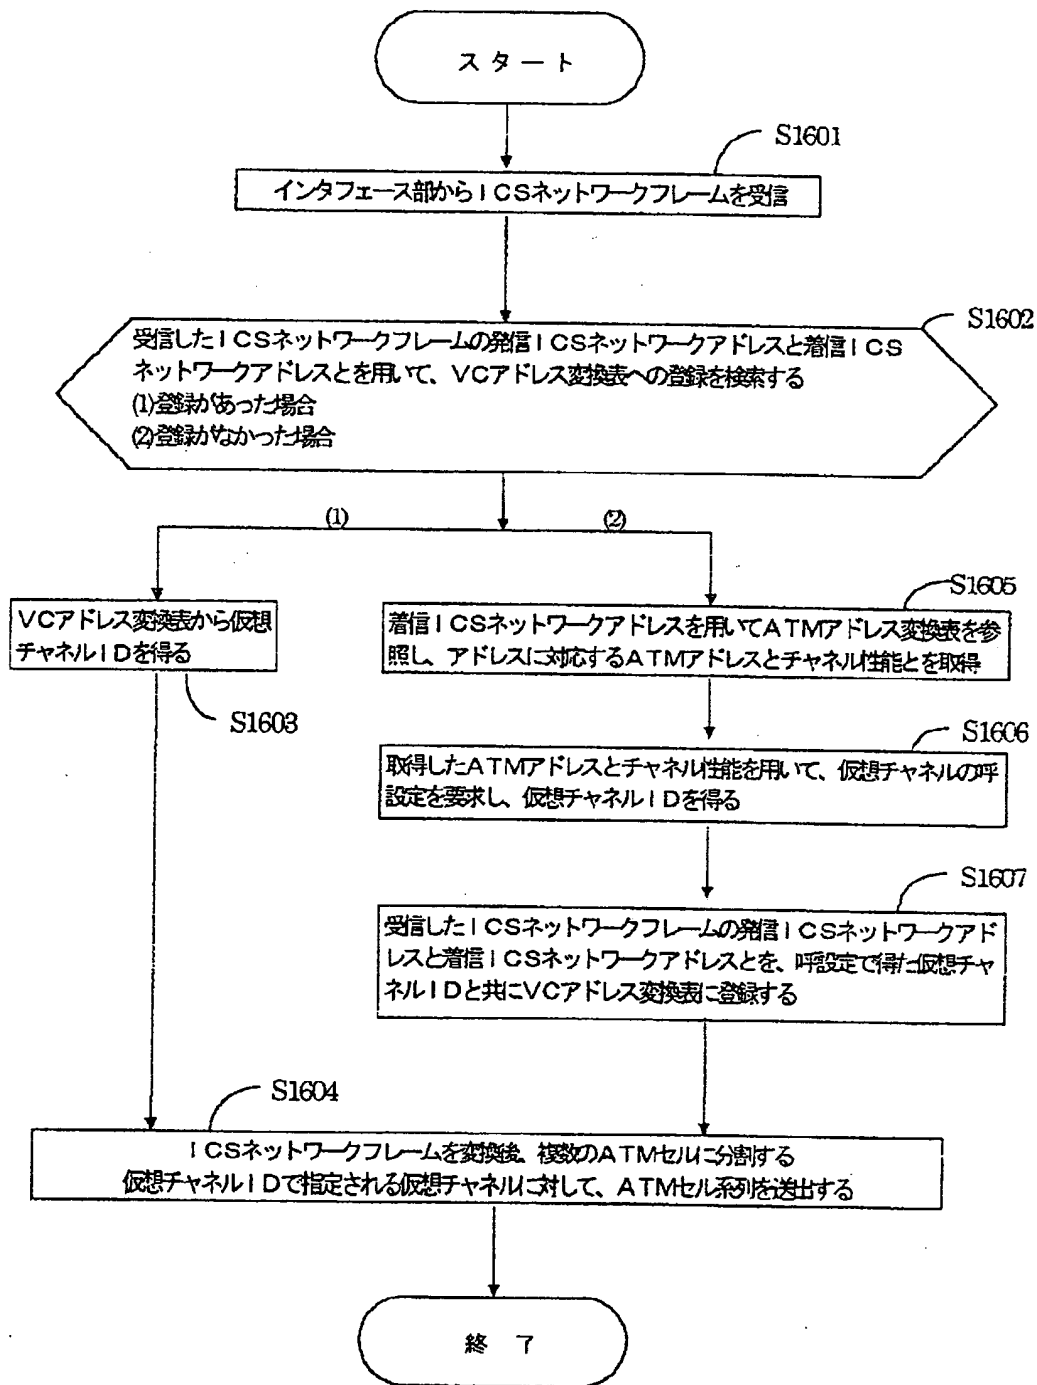 スタート
S1601
インタフェース部からICSネットワークフレームを受信
S1602
受信したICSネットワークフレームの発信ICSネットワークアドレスと着信ICS
ネットワークアドレスとを用いて、VCアドレス変換表への登録を検索する
(1)登録があった場合
(2)登録がなかった場合
(1)
(2)
VCアドレス変換表から仮想
チャネルIDを得る
S1603
S1605
着信ICSネットワークアドレスを用いてATMアドレス変換表を参
照し、アドレスに対応するATMアドレスとチャネル性能とを取得
S1606
取得したATMアドレスとチャネル性能を用いて、仮想チャネルの呼
設定を要求し、仮想チャネルIDを得る
S1607
受信したICSネットワークフレームの発信ICSネットワークアド
レスと着信ICSネットワークアドレスとを、呼設定で得た仮想チャ
ネルIDと共にVCアドレス変換表に登録する
S1604
ICSネットワークフレームを変換後、複数のATMセルに分割する
仮想チャネルIDで指定される仮想チャネルに対して、ATMセル系列を送出する
終了